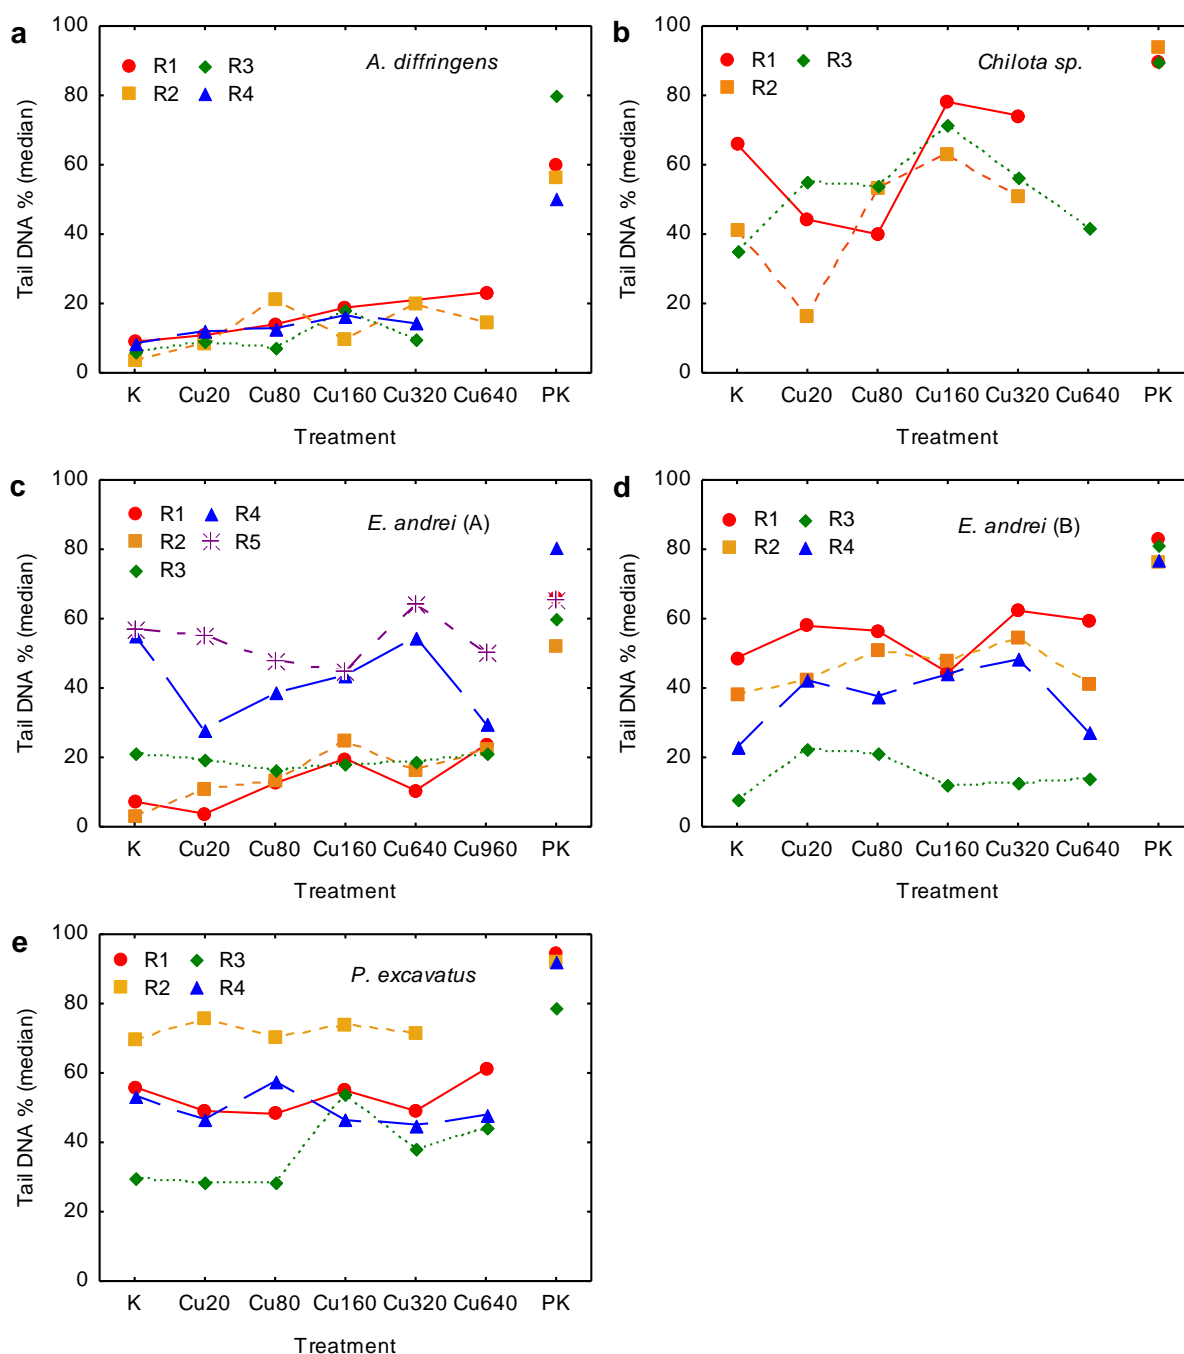 a
A. diffringens
R1
R3
R2
R4
100
80
60
40
20
0
Tail DNA % (median)
K Cu20 Cu80 Cu160 Cu320 Cu640 PK
Treatment
b
Chilota sp.
R1
R3
R2
100
80
60
40
20
0
Tail DNA % (median)
K Cu20 Cu80 Cu160 Cu320 Cu640 PK
Treatment
c
E. andrei (A)
R1
R4
R2
R5
R3
100
80
60
40
20
0
Tail DNA % (median)
K Cu20 Cu80 Cu160 Cu640 Cu960 PK
Treatment
d
E. andrei (B)
R1
R3
R2
R4
100
80
60
40
20
0
Tail DNA % (median)
K Cu20 Cu80 Cu160 Cu320 Cu640 PK
Treatment
e
P. excavatus
R1
R3
R2
R4
100
80
60
40
20
0
Tail DNA % (median)
K Cu20 Cu80 Cu160 Cu320 Cu640 PK
Treatment